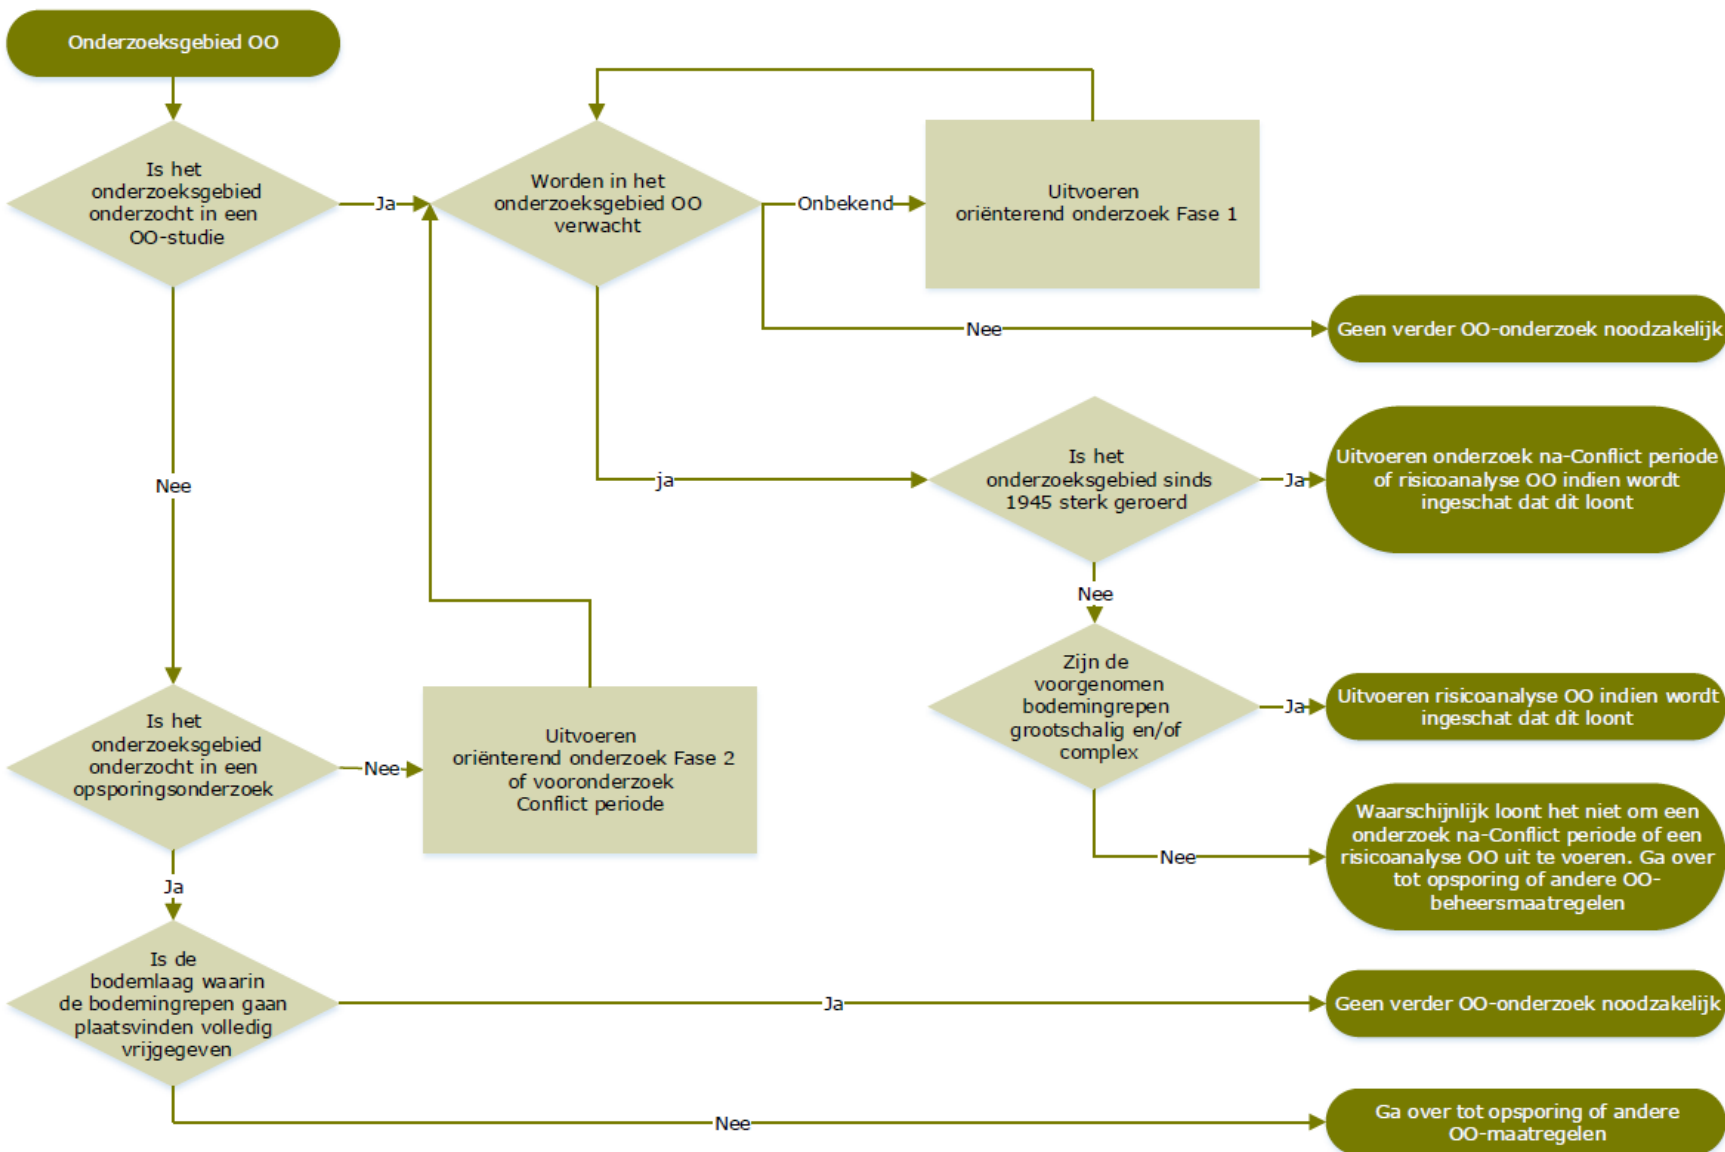 Onderzoeksgebied OO
Is het
onderzoeksgebied
onderzocht in een
OO-studie
Ja
Worden in het
onderzoeksgebied OO
verwacht
Onbekend
Uitvoeren
oriënterend onderzoek Fase 1
Nee
Geen verder OO-onderzoek noodzakelijk
ja
Is het
onderzoeksgebied sinds
1945 sterk geroerd
Ja
Uitvoeren onderzoek na-Conflict periode
of risicoanalyse OO indien wordt
ingeschat dat dit loont
Nee
Nee
Zijn de
voorgenomen
bodemingrepen
grootschalig en/of
complex
Ja
Uitvoeren risicoanalyse OO indien wordt
ingeschat dat dit loont
Nee
Waarschijnlijk loont het niet om een
onderzoek na-Conflict periode of een
risicoanalyse OO uit te voeren. Ga over
tot opsporing of andere OO-
beheersmaatregelen
Is het
onderzoeksgebied
onderzocht in een
opsporingsonderzoek
Nee
Uitvoeren
oriënterend onderzoek Fase 2
of vooronderzoek
Conflict periode
Ja
Is de
bodemlaag waarin
de bodemingrepen gaan
plaatsvinden volledig
vrijgegeven
Ja
Geen verder OO-onderzoek noodzakelijk
Nee
Ga over tot opsporing of andere
OO-maatregelen